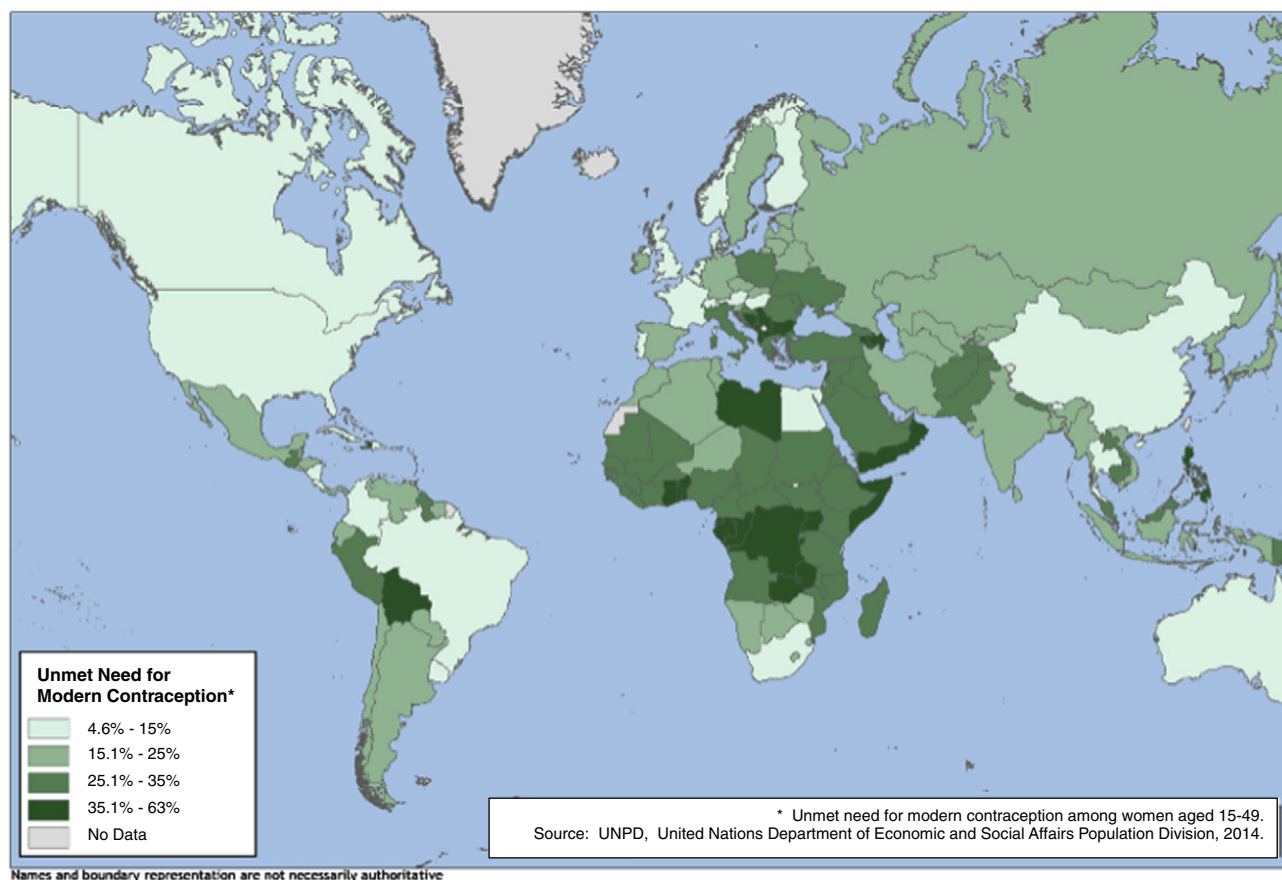 Unmet Need for
Modern Contraception*
4.6% - 15%
15.1% - 25%
25.1% - 35%
35.1% - 63%
No Data
* Unmet need for modern contraception among women aged 15-49.
Source: UNPD, United Nations Department of Economic and Social Affairs Population Division, 2014.
Names and boundary representation are not necessarily authoritative